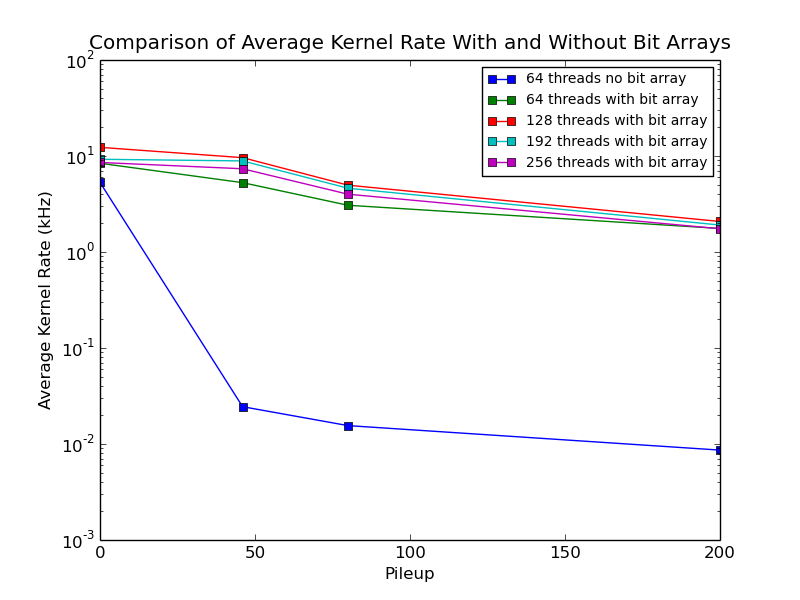 Comparison of Average Kernel Rate With and Without Bit Arrays
64 threads no bit array
64 threads with bit array
128 threads with bit array
192 threads with bit array
256 threads with bit array
Average Kernel Rate (kHz)
10^2
10^1
10^0
10^-1
10^-2
10^-3
0 50 100 150 200
Pileup